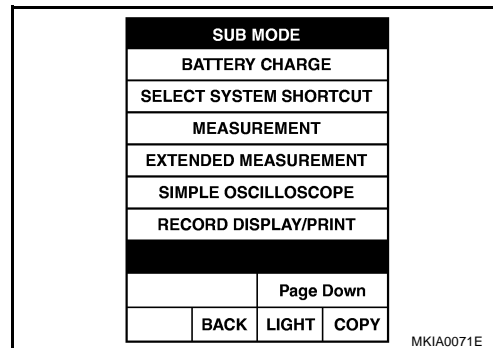 SUB MODE
BATTERY CHARGE
SELECT SYSTEM SHORTCUT
MEASUREMENT
EXTENDED MEASUREMENT
SIMPLE OSCILLOSCOPE
RECORD DISPLAY/PRINT
Page Down
BACK LIGHT COPY
MKIA0071E